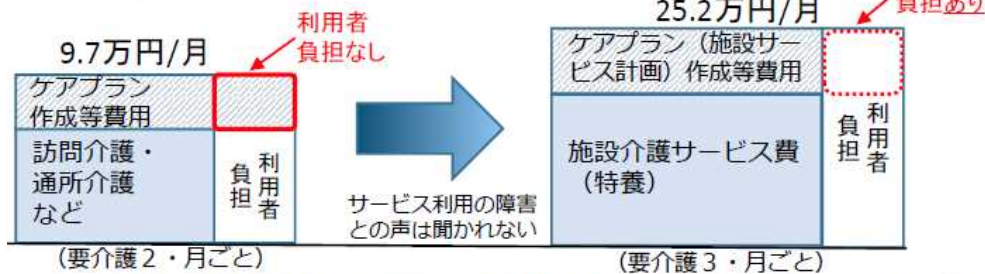 9.7万円/月
利用者
負担なし
ケアプラン
作成等費用
訪問介護・
通所介護
など
利用者
負担
(要介護2・月ごと)
サービス利用の障害
との声は聞かれない
25.2万円/月
負担あり
ケアプラン(施設サー
ビス計画)作成等費用
施設介護サービス費
(特養)
利用者
負担
(要介護3・月ごと)